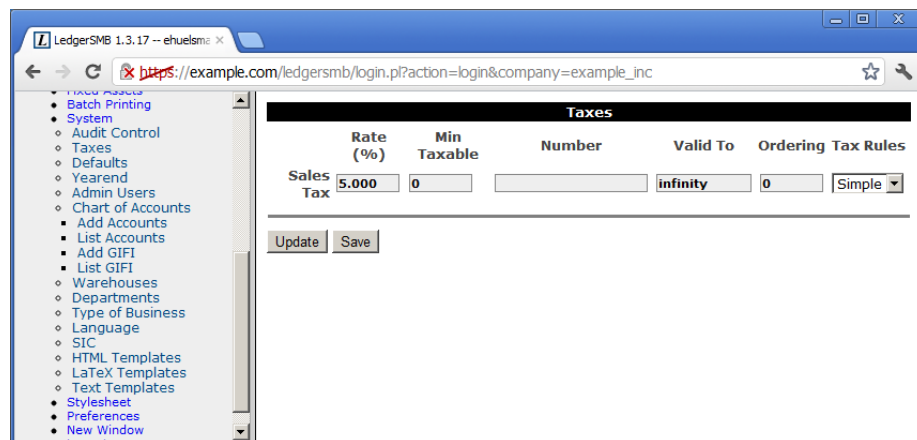 LedgerSMB 1.3.17 -- ehuelsma
https://example.com/ledgersmb/login.pl?action=login&company=example_inc
Fixed Assets
Batch Printing
System
Audit Control
Taxes
Defaults
Yearend
Admin Users
Chart of Accounts
Add Accounts
List Accounts
Add GIFI
List GIFI
Warehouses
Departments
Type of Business
Language
SIC
HTML Templates
LaTeX Templates
Text Templates
Stylesheet
Preferences
New Window
Taxes
Rate (%) Min Taxable Number Valid To Ordering Tax Rules
Sales Tax 5.000 0 infinity 0 Simple
Update Save